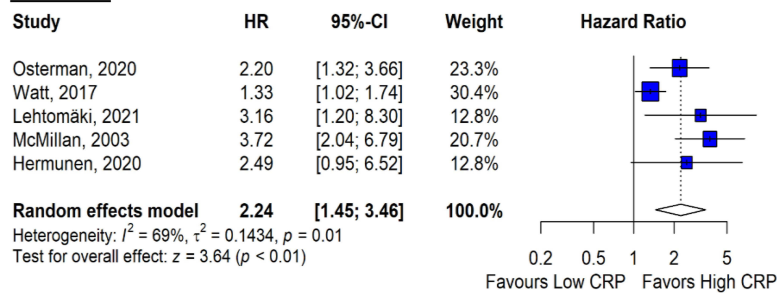 Study HR 95%-CI Weight Hazard Ratio
Osterman, 2020 2.20 [1.32; 3.66] 23.3%
Watt, 2017 1.33 [1.02; 1.74] 30.4%
Lehtomäki, 2021 3.16 [1.20; 8.30] 12.8%
McMillan, 2003 3.72 [2.04; 6.79] 20.7%
Hermunen, 2020 2.49 [0.95; 6.52] 12.8%
Random effects model 2.24 [1.45; 3.46] 100.0%
Heterogeneity: I² = 69%, τ² = 0.1434, p = 0.01
Test for overall effect: z = 3.64 (p < 0.01)
0.2 0.5 1 2 5
Favours Low CRP Favors High CRP